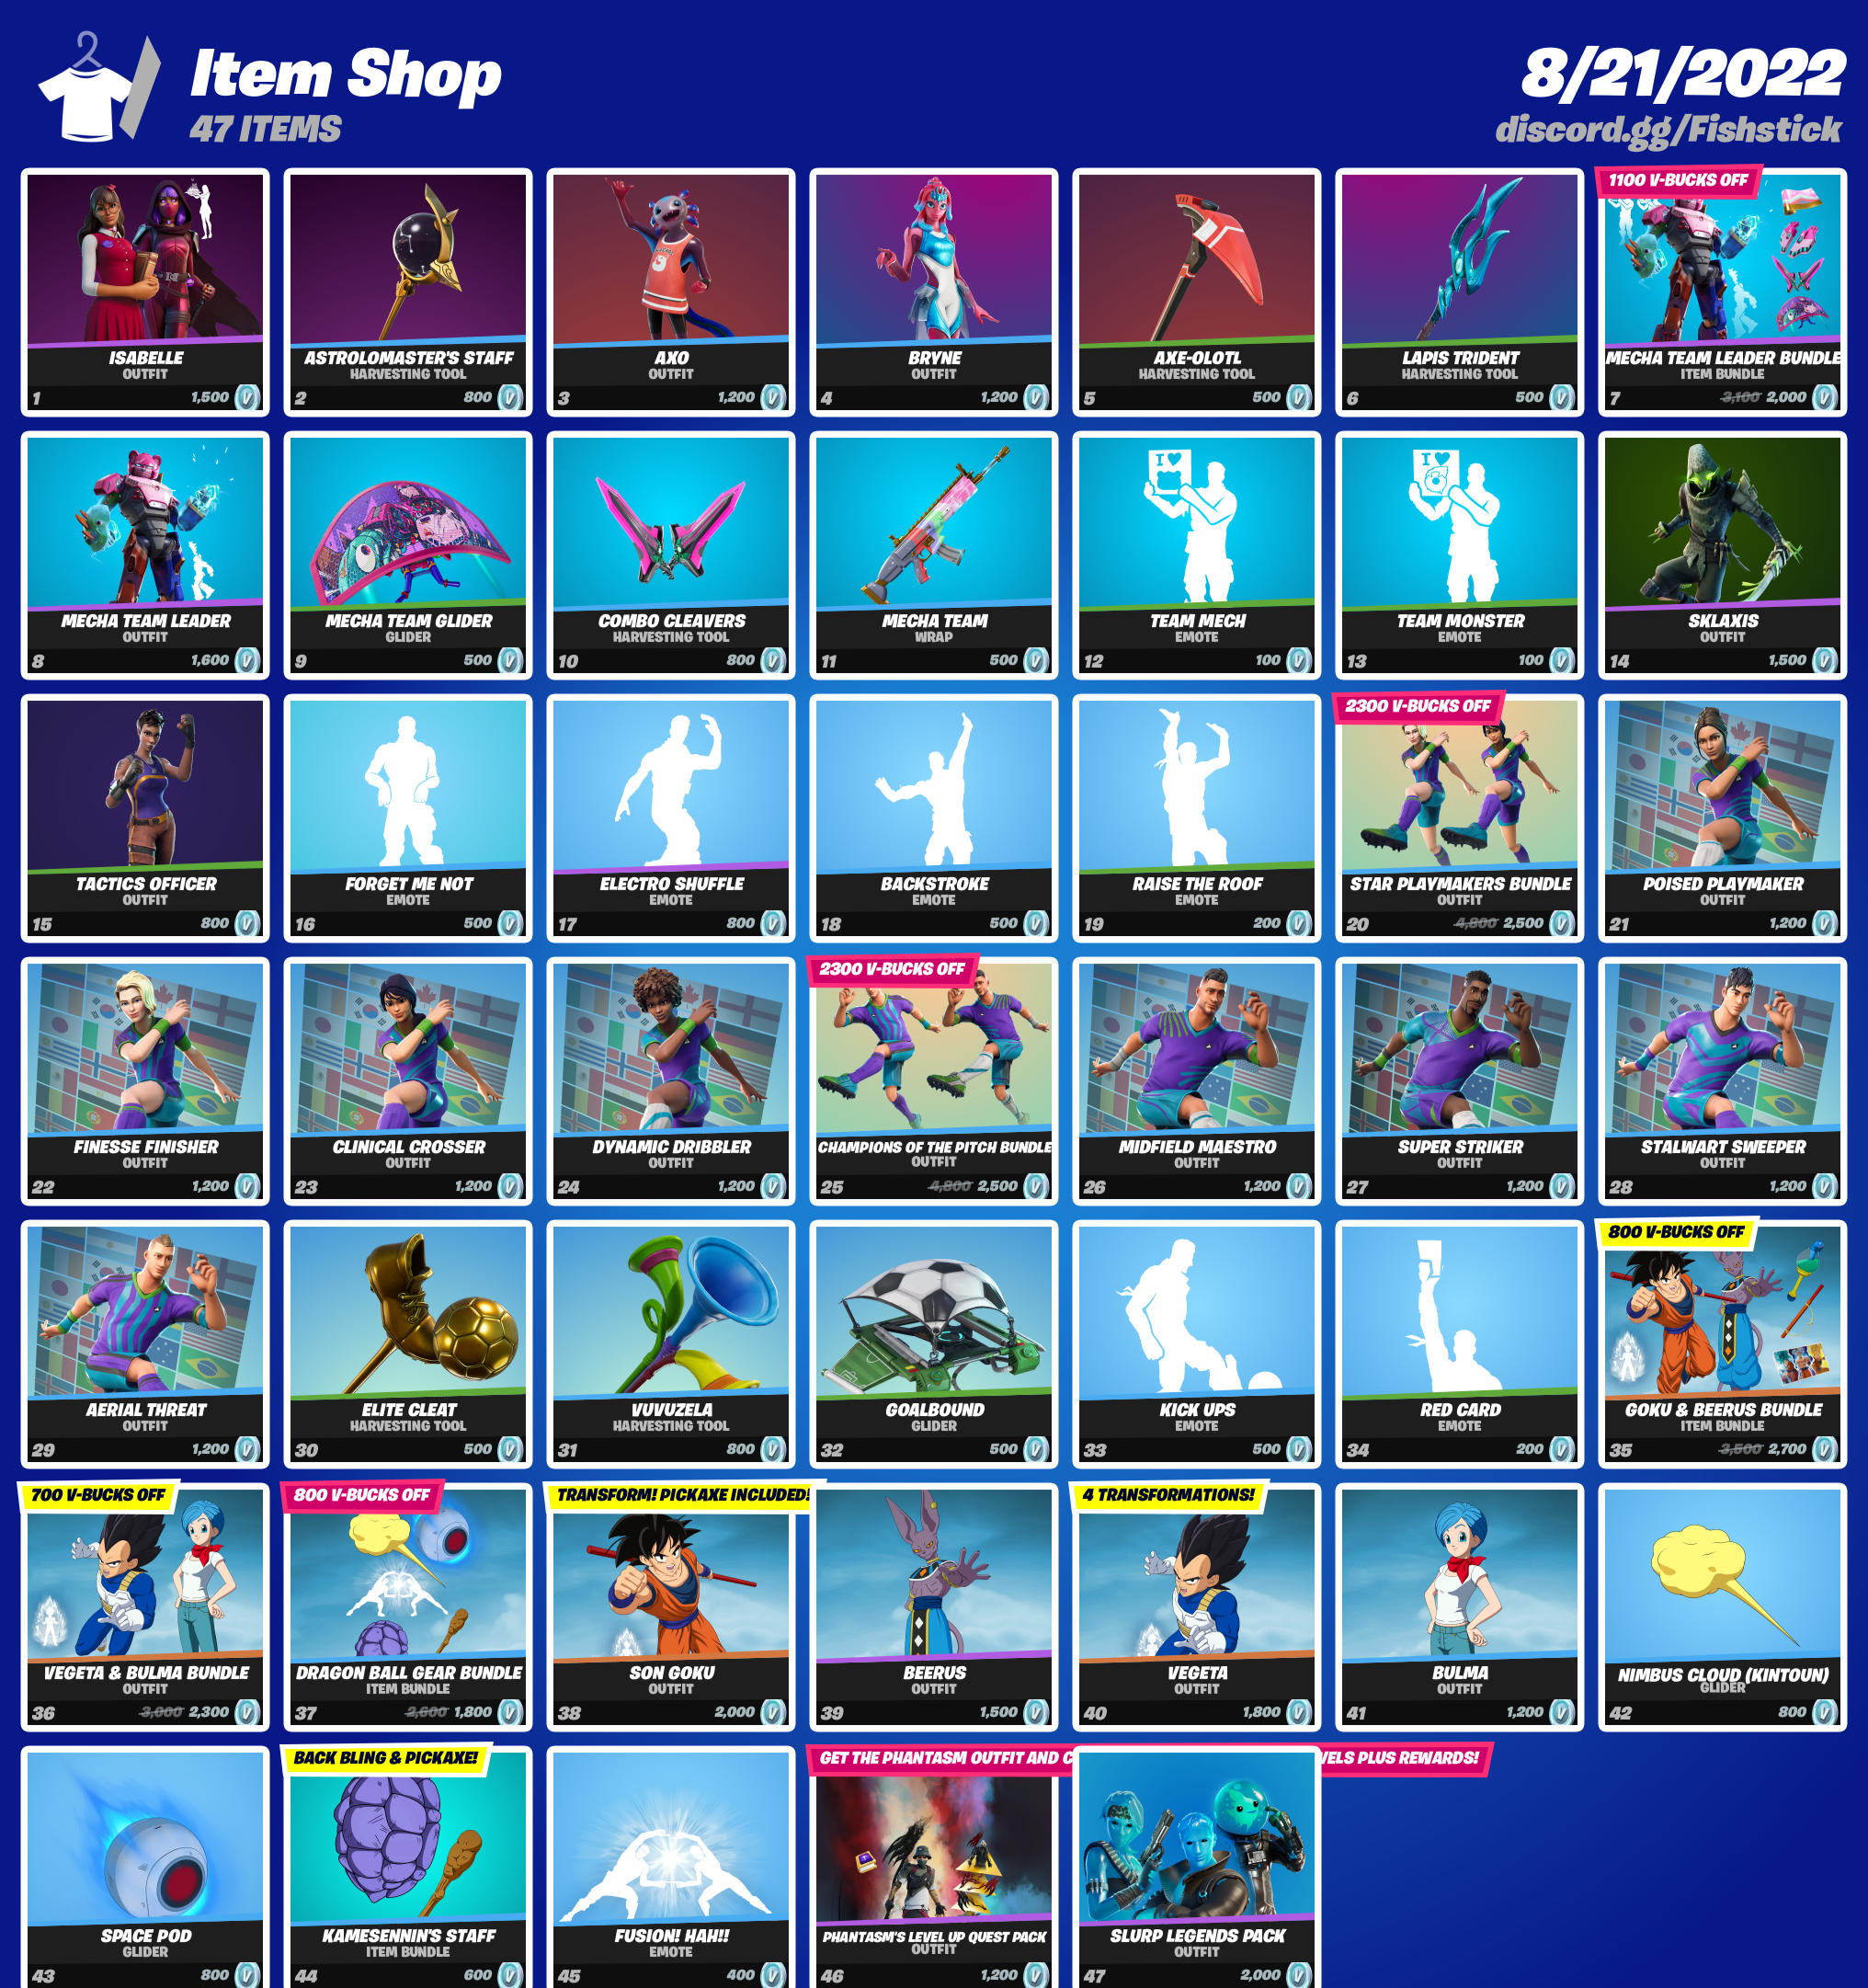 Item Shop
47 ITEMS
8/21/2022
discord.gg/Fishstick
ISABELLE
OUTFIT
1 1,500
ASTROLOMASTER'S STAFF
HARVESTING TOOL
2 800
AXO
OUTFIT
3 1,200
BRYNE
OUTFIT
4 1,200
AXE-OLOTL
HARVESTING TOOL
5 500
LAPIS TRIDENT
HARVESTING TOOL
6 500
1100 V-BUCKS OFF
MECHA TEAM LEADER BUNDLE
ITEM BUNDLE
7 3,100 2,000
MECHA TEAM LEADER
OUTFIT
8 1,600
MECHA TEAM GLIDER
GLIDER
9 500
COMBO CLEAVERS
HARVESTING TOOL
10 800
MECHA TEAM
WRAP
11 500
I
TEAM MECH
EMOTE
12 100
I
TEAM MONSTER
EMOTE
13 100
SKLAXIS
OUTFIT
14 1,500
TACTICS OFFICER
OUTFIT
15 800
FORGET ME NOT
EMOTE
16 500
ELECTRO SHUFFLE
EMOTE
17 800
BACKSTROKE
EMOTE
18 500
RAISE THE ROOF
EMOTE
19 200
2300 V-BUCKS OFF
STAR PLAYMAKERS BUNDLE
OUTFIT
20 4,800 2,500
POISED PLAYMAKER
OUTFIT
21 1,200
FINESSE FINISHER
OUTFIT
22 1,200
CLINICAL CROSSER
OUTFIT
23 1,200
DYNAMIC DRIBBLER
OUTFIT
24 1,200
2300 V-BUCKS OFF
CHAMPIONS OF THE PITCH BUNDLE
OUTFIT
25 4,800 2,500
MIDFIELD MAESTRO
OUTFIT
26 1,200
SUPER STRIKER
OUTFIT
27 1,200
STALWART SWEEPER
OUTFIT
28 1,200
AERIAL THREAT
OUTFIT
29 1,200
ELITE CLEAT
HARVESTING TOOL
30 500
VUVUZELA
HARVESTING TOOL
31 800
GOALBOUND
GLIDER
32 500
KICK UPS
EMOTE
33 500
RED CARD
EMOTE
34 200
800 V-BUCKS OFF
GOKU & BEERUS BUNDLE
ITEM BUNDLE
35 3,500 2,700
700 V-BUCKS OFF
VEGETA & BULMA BUNDLE
OUTFIT
36 3,000 2,300
800 V-BUCKS OFF
DRAGON BALL GEAR BUNDLE
ITEM BUNDLE
37 2,600 1,800
TRANSFORM! PICKAXE INCLUDED!
SON GOKU
OUTFIT
38 2,000
BEERUS
OUTFIT
39 1,500
4 TRANSFORMATIONS!
VEGETA
OUTFIT
40 1,800
BULMA
OUTFIT
41 1,200
NIMBUS CLOUD (KINTOUN)
GLIDER
42 800
SPACE POD
GLIDER
43 800
BACK BLING & PICKAXE!
KAMESENNIN'S STAFF
ITEM BUNDLE
44 600
FUSION! HAH!!
EMOTE
45 400
GET THE PHANTASM OUTFIT AND PLUS REWARDS!
PHANTASM'S LEVEL UP QUEST PACK
OUTFIT
46 1,200
SLURP LEGENDS PACK
OUTFIT
47 2,000